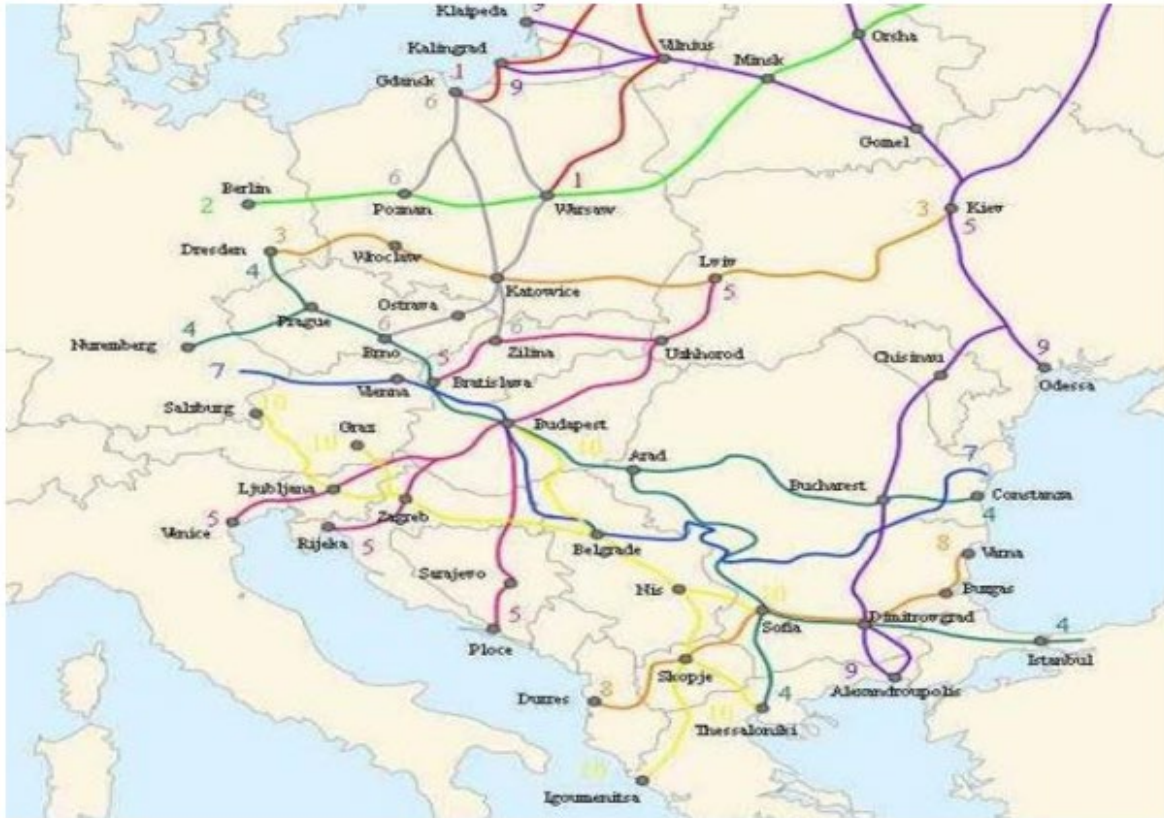 Klaipeda
9
Kalingrad
Vilnius
Orsha
Minsk
1
Gdansk
6
9
Gomel
Berlin
6
1
2
Poznan
Warsaw
3
Kiev
5
Dresden
3
Wroclaw
Lviv
4
5
Katowice
Ostrava
Prague
6
6
4
Nuremberg
Brno
Zilina
Uzhhorod
Chisinau
9
Odessa
5
7
Vienna
Bratislava
Salzburg
10
Graz
Budapest
10
10
Arad
7
Ljubljana
Bucharest
Constanza
4
Zagreb
5
Venice
Rijeka
5
Belgrade
8
Varna
Sarajevo
Nis
Burgas
10
5
Sofia
Dimitrovgrad
4
Ploce
Istanbul
Skopje
9
Alexandroupolis
Durres
8
4
10
Thessaloniki
10
Igoumenitsa